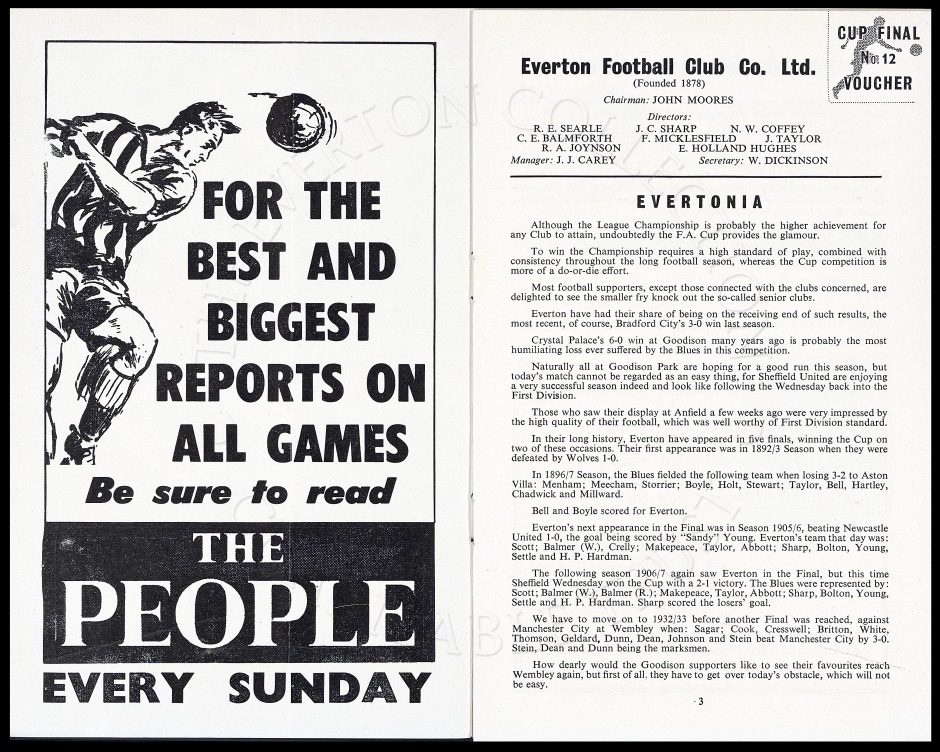 FOR THE
BEST AND
BIGGEST
REPORTS ON
ALL GAMES
Be sure to read
THE
PEOPLE
EVERY SUNDAY
CUP FINAL
No. 12
VOUCHER
Everton Football Club Co. Ltd.
(Founded 1878)
Chairman: JOHN MOORES
Directors:
R. E. SEARLE J. C. SHARP N. W. COFFEY
C. E. BALMFORTH F. MICKLESFIELD J. TAYLOR
R. A. JOYNSON E. HOLLAND HUGHES
Manager: J. J. CAREY Secretary: W. DICKINSON
EVERTONIA
Although the League Championship is probably the higher achievement for
any Club to attain, undoubtedly the F.A. Cup provides the glamour.
To win the Championship requires a high standard of play, combined with
consistency throughout the long football season, whereas the Cup competition is
more of a do-or-die effort.
Most football supporters, except those connected with the clubs concerned, are
delighted to see the smaller fry knock out the so-called senior clubs.
Everton have had their share of being on the receiving end of such results, the
most recent, of course, Bradford City's 3-0 win last season.
Crystal Palace's 6-0 win at Goodison many years ago is probably the most
humiliating loss ever suffered by the Blues in this competition.
Naturally all at Goodison Park are hoping for a good run this season, but
today's match cannot be regarded as an easy thing, for Sheffield United are enjoying
a very successful season indeed and look like following the Wednesday back into the
First Division.
Those who saw their display at Anfield a few weeks ago were very impressed by
the high quality of their football, which was well worthy of First Division standard.
In their long history, Everton have appeared in five finals, winning the Cup on
two of these occasions. Their first appearance was in 1892/3 Season when they were
defeated by Wolves 1-0.
In 1896/7 Season, the Blues fielded the following team when losing 3-2 to Aston
Villa: Menham; Meecham, Storrier; Boyle, Holt, Stewart; Taylor, Bell, Hartley,
Chadwick and Millward.
Bell and Boyle scored for Everton.
Everton's next appearance in the Final was in Season 1905/6, beating Newcastle
United 1-0, the goal being scored by "Sandy" Young. Everton's team that day was:
Scott; Balmer (W.), Crelly; Makepeace, Taylor, Abbott; Sharp, Bolton, Young,
Settle and H. P. Hardman.
The following season 1906/7 again saw Everton in the Final, but this time
Sheffield Wednesday won the Cup with a 2-1 victory. The Blues were represented by:
Scott; Balmer (W.), Balmer (R.); Makepeace, Taylor, Abbott; Sharp, Bolton, Young,
Settle and H. P. Hardman. Sharp scored the losers' goal.
We have to move on to 1932/33 before another Final was reached, against
Manchester City at Wembley when: Sagar; Cook, Cresswell; Britton, White,
Thomson, Geldard, Dunn, Dean, Johnson and Stein beat Manchester City by 3-0.
Stein, Dean and Dunn being the marksmen.
How dearly would the Goodison supporters like to see their favourites reach
Wembley again, but first of all, they have to get over today's obstacle, which will not
be easy.
3